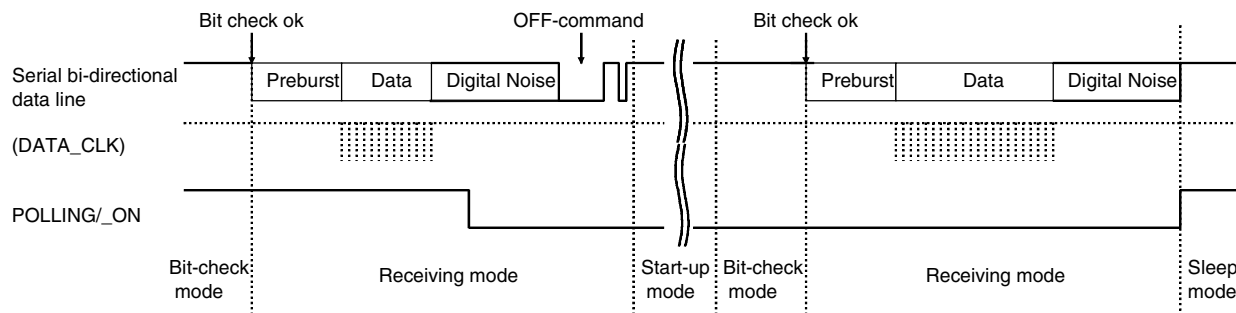 Bit check ok
OFF-command
Bit check ok
Serial bi-directional
data line
Preburst
Data
Digital Noise
Preburst
Data
Digital Noise
(DATA_CLK)
POLLING/_ON
Bit-check
mode
Receiving mode
Start-up
mode
Bit-check
mode
Receiving mode
Sleep
mode